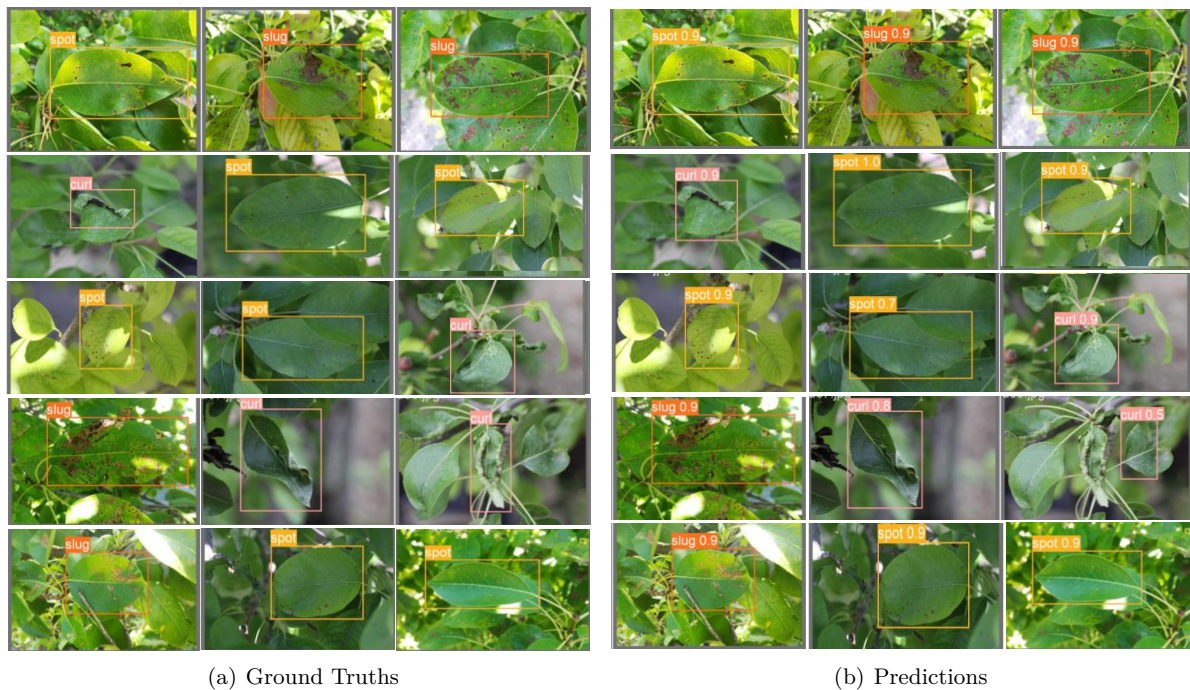 spot
slug
slug
curl
spot
spot
spot
spot
curl
slug
curl
curl
slug
spot
spot
(a) Ground Truths
spot 0.9
slug 0.9
slug 0.9
curl 0.9
spot 1.0
spot 0.9
spot 0.9
spot 0.7
curl 0.9
slug 0.9
curl 0.8
curl 0.5
slug 0.9
spot 0.9
spot 0.9
(b) Predictions